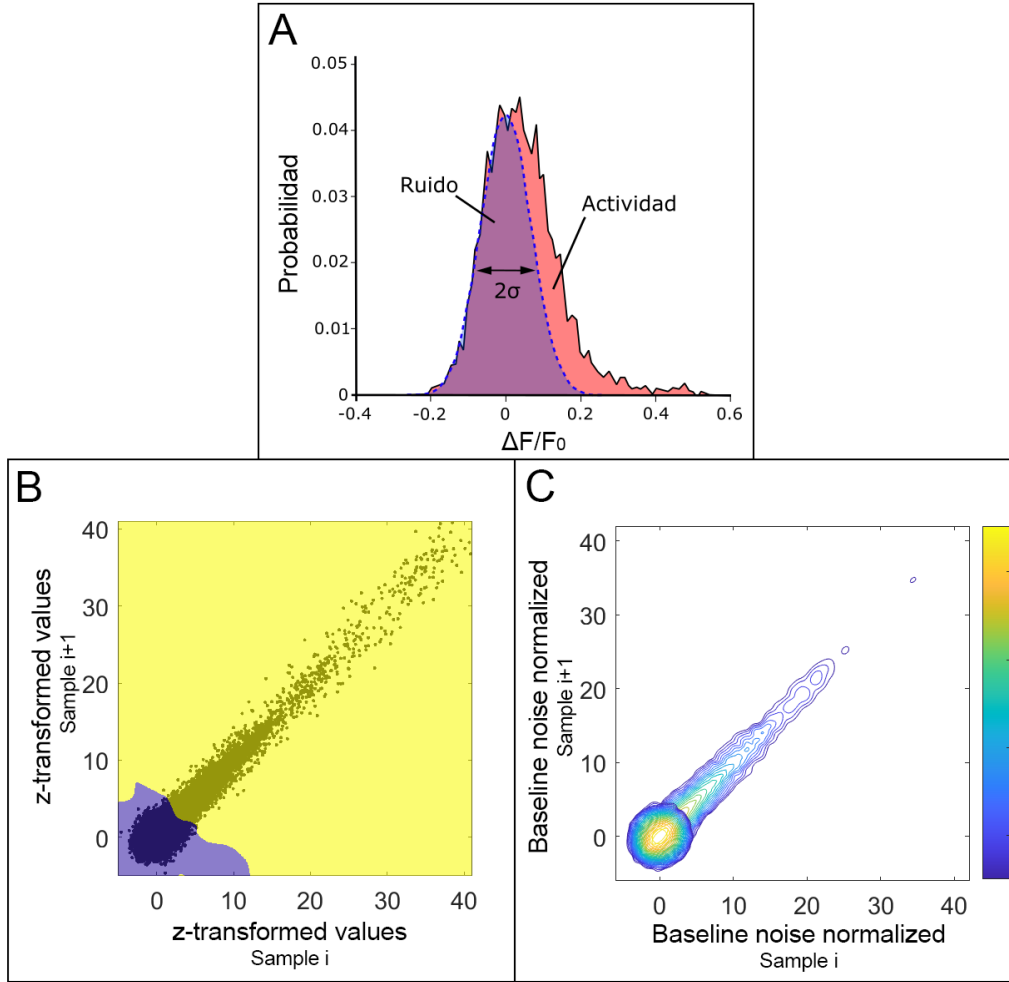 A
Probabilidad
0.05
0.04
0.03
0.02
0.01
0
Ruido
Actividad
2σ
-0.4
-0.2
0
0.2
0.4
0.6
ΔF/F₀
B
z-transformed values
Sample i+1
40
30
20
10
0
0
10
20
30
40
z-transformed values
Sample i
C
Baseline noise normalized
Sample i+1
40
30
20
10
0
0
10
20
30
40
Baseline noise normalized
Sample i